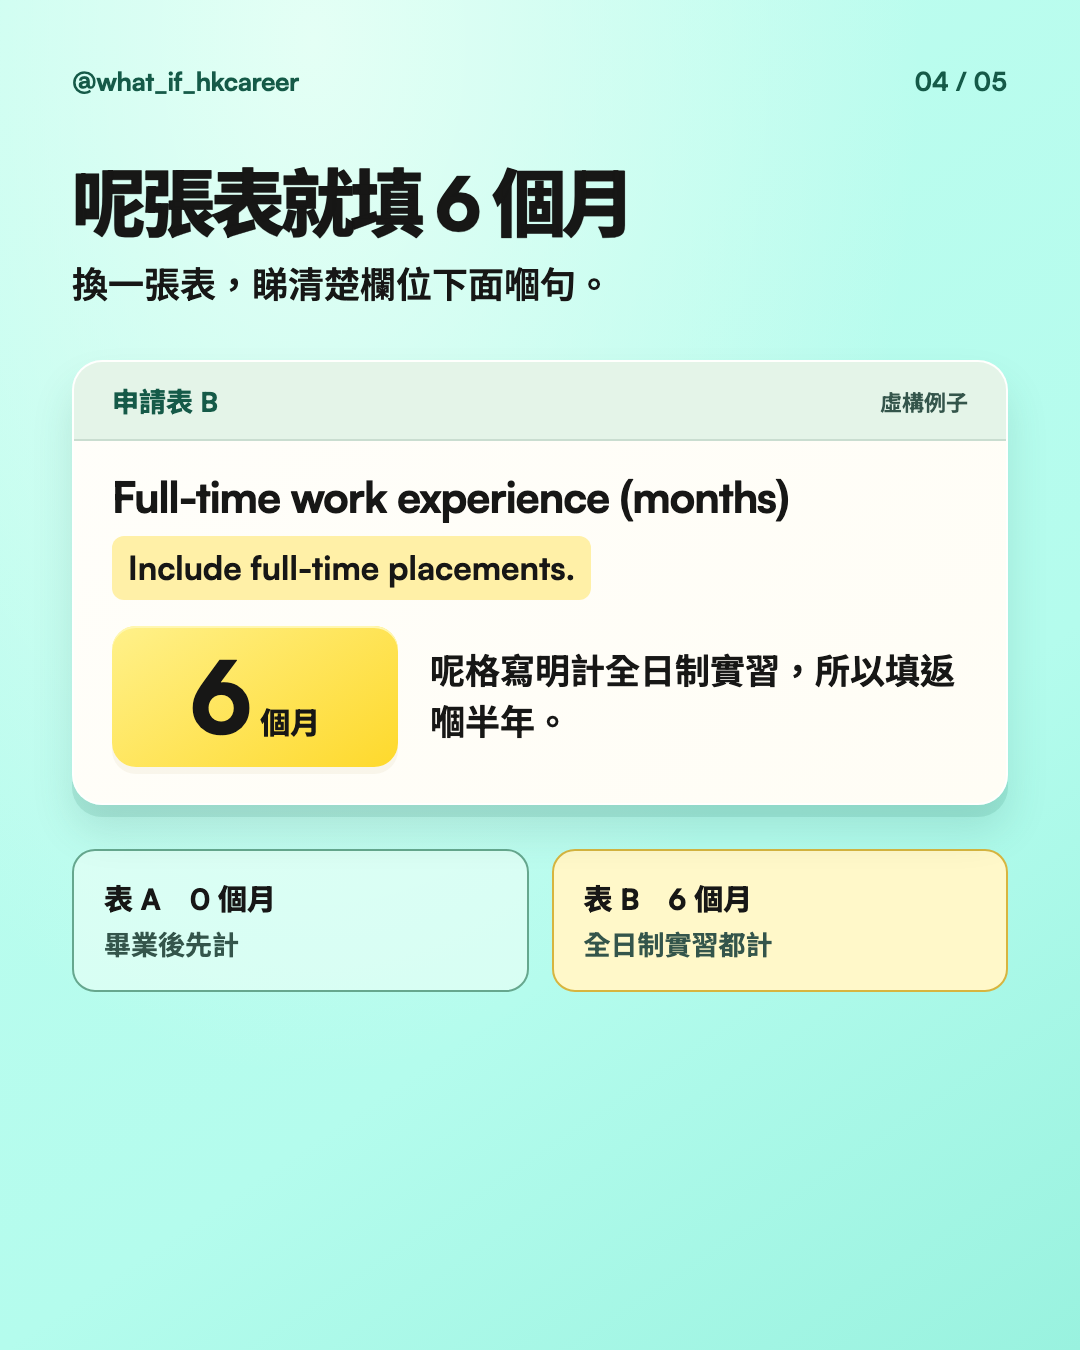 @what_if_hkcareer
04 / 05
呢張表就填 6 個月
換一張表，睇清楚欄位下面嗰句。
申請表 B
虛構例子
Full-time work experience (months)
Include full-time placements.
6 個月
呢格寫明計全日制實習，所以填返
嗰半年。
表 A 0 個月
畢業後先計
表 B 6 個月
全日制實習都計